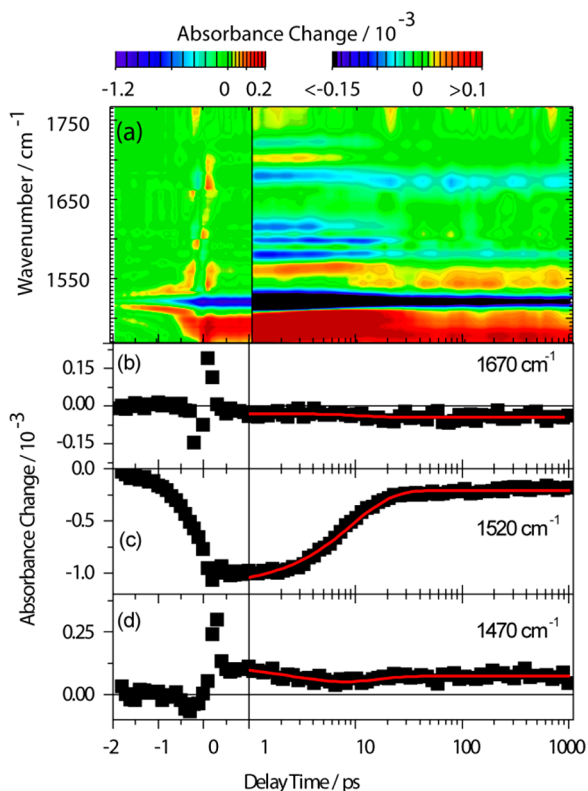 Absorbance Change / 10⁻³
-1.2 0 0.2 <-0.15 0 >0.1
(a)
1750
1650
1550
Wavenumber / cm⁻¹
(b) 1670 cm⁻¹
0.15
0.00
-0.15
0.0
(c) 1520 cm⁻¹
-0.5
-1.0
(d) 1470 cm⁻¹
0.25
0.00
Absorbance Change / 10⁻³
-2 -1 0 1 10 100 1000
Delay Time / ps